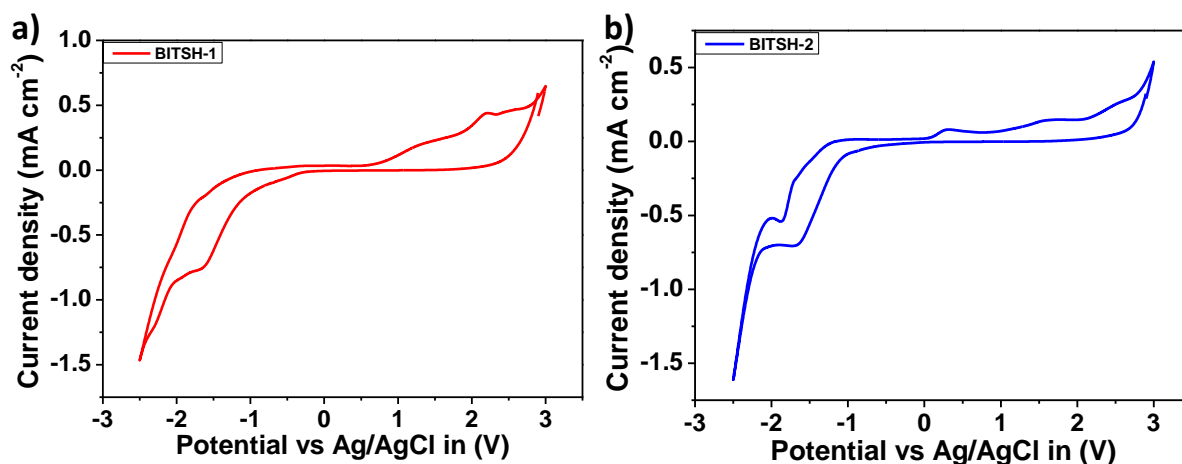 a)
BITSH-1
1.0
0.5
0.0
-0.5
-1.0
-1.5
Current density (mA cm⁻²)
-3 -2 -1 0 1 2 3
Potential vs Ag/AgCl in (V)
b)
BITSH-2
0.5
0.0
-0.5
-1.0
-1.5
Current density (mA cm⁻²)
-3 -2 -1 0 1 2 3
Potential vs Ag/AgCl in (V)